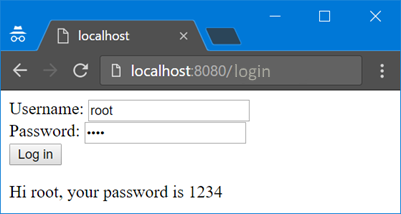 localhost
localhost:8080/login
Username: root
Password: ••••
Log in
Hi root, your password is 1234